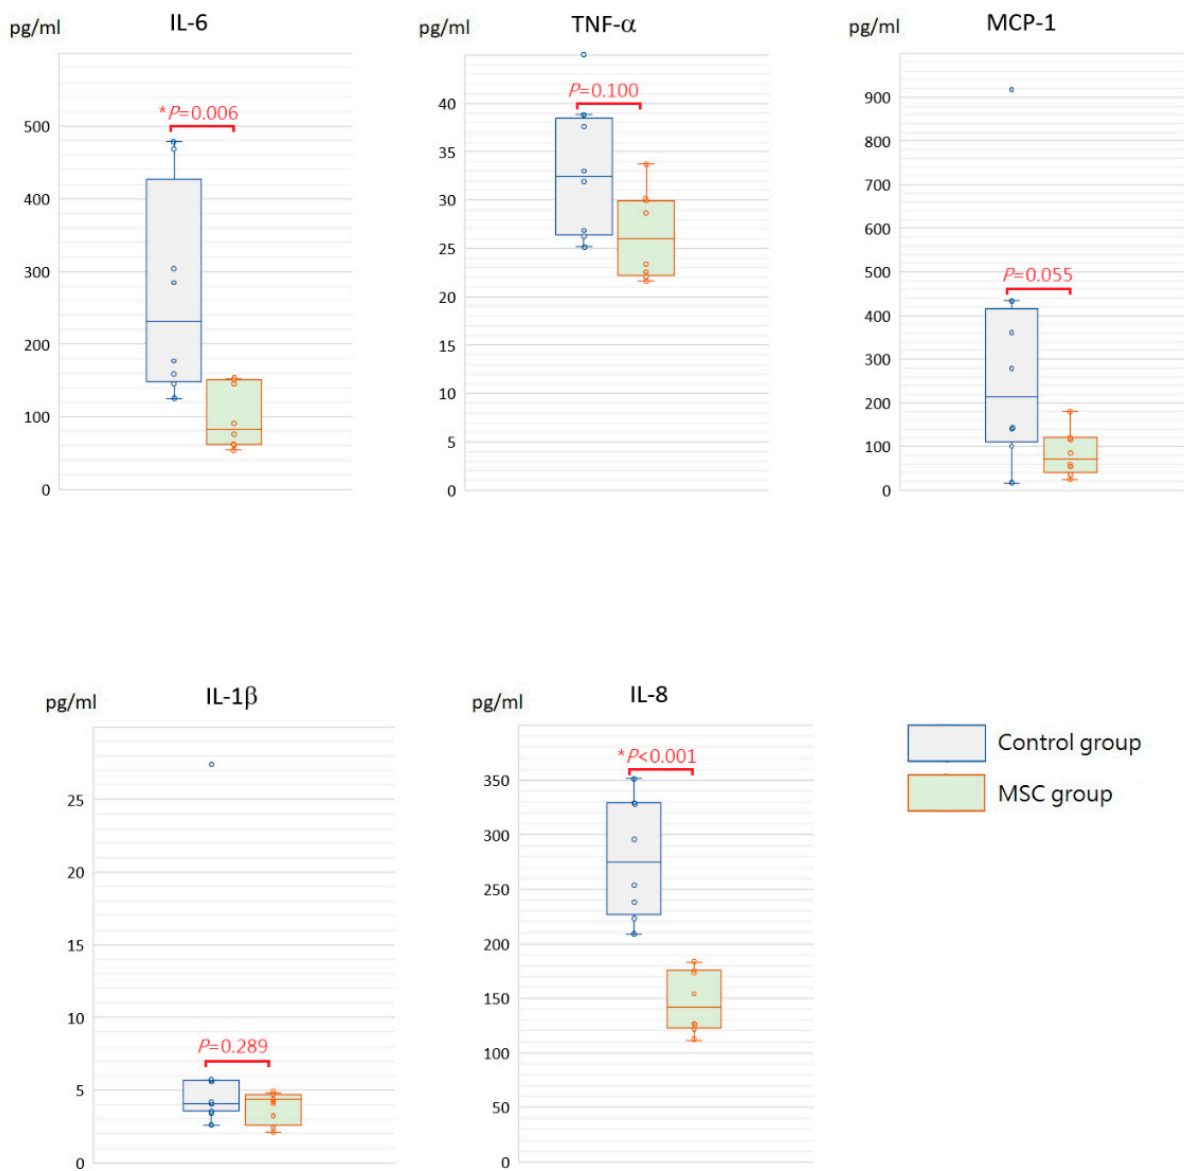 pg/ml
IL-6
*P=0.006
500
400
300
200
100
0
pg/ml
TNF-α
P=0.100
40
35
30
25
20
15
10
5
0
pg/ml
MCP-1
P=0.055
900
800
700
600
500
400
300
200
100
0
pg/ml
IL-1β
P=0.289
25
20
15
10
5
0
pg/ml
IL-8
*P<0.001
350
300
250
200
150
100
50
0
Control group
MSC group